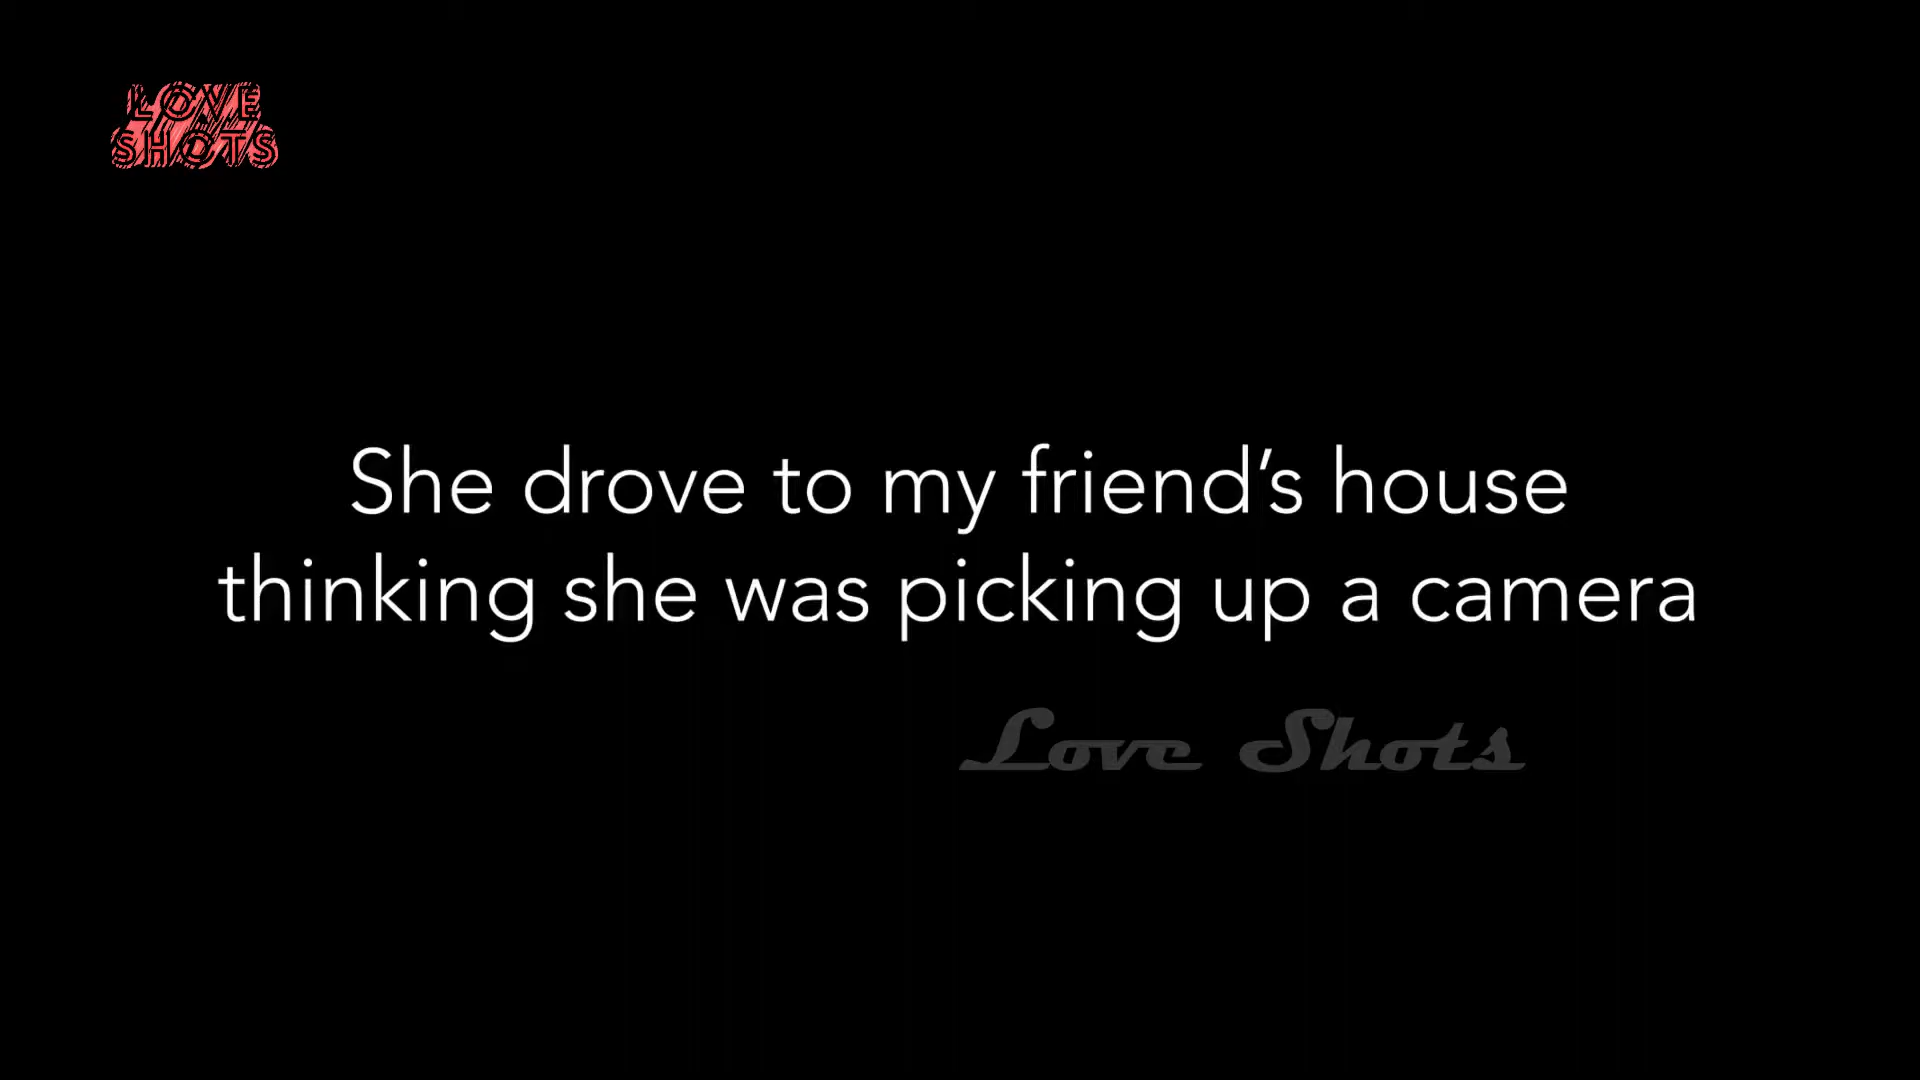 LOVE
SHOTS
She drove to my friend’s house
thinking she was picking up a camera
Love Shots